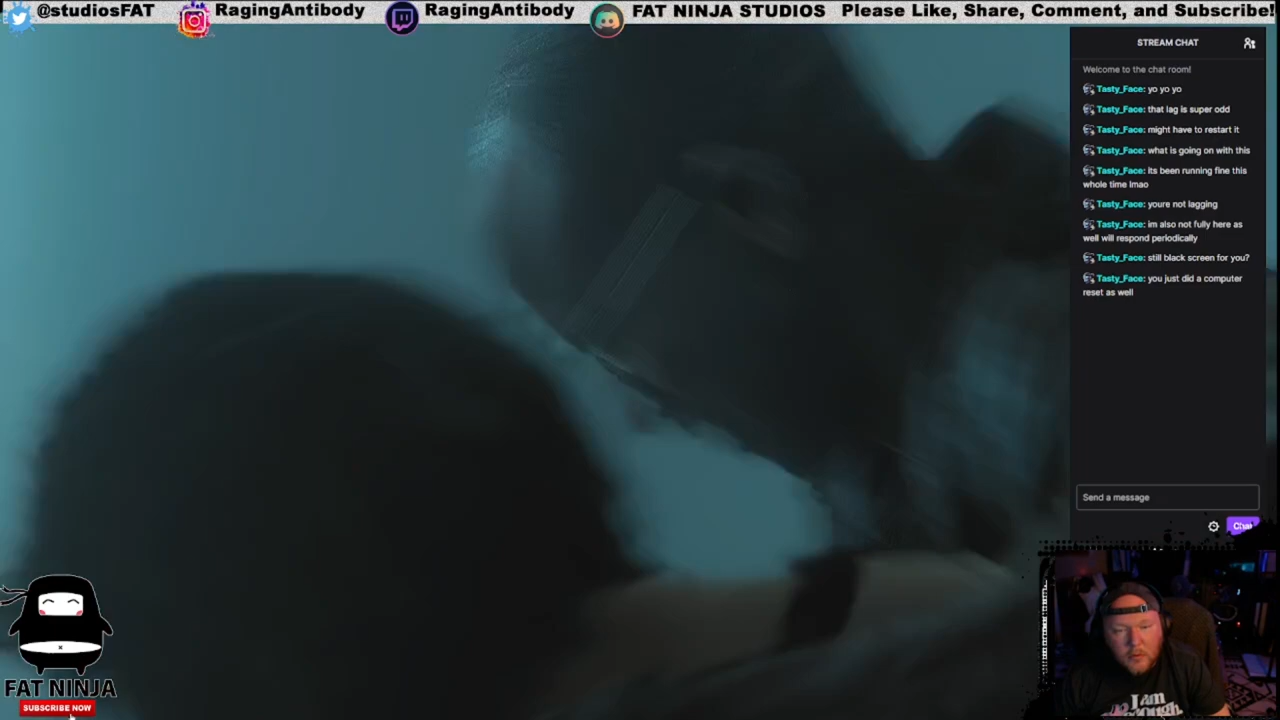 @studiosFAT RagingAntibody RagingAntibody FAT NINJA STUDIOS Please Like, Share, Comment, and Subscribe!
STREAM CHAT
Welcome to the chat room!
Tasty_Face: yo yo yo
Tasty_Face: that lag is super odd
Tasty_Face: might have to restart it
Tasty_Face: what is going on with this
Tasty_Face: its been running fine this
whole time lmao
Tasty_Face: youre not lagging
Tasty_Face: im also not fully here as
well will respond periodically
Tasty_Face: still black screen for you?
Tasty_Face: you just did a computer
reset as well
Send a message
Chat
FAT NINJA
SUBSCRIBE NOW
I am